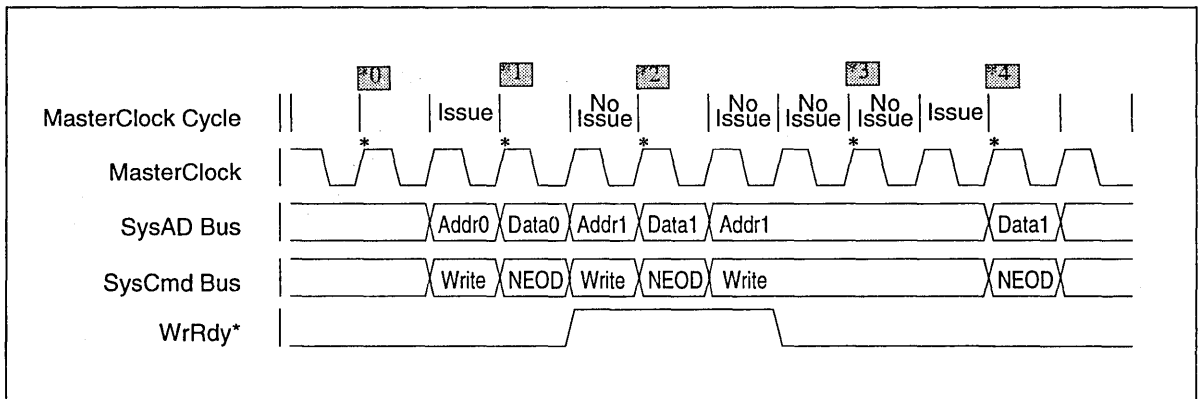 *0 *1 *2 *3 *4
MasterClock Cycle Issue No Issue No Issue No Issue No Issue Issue
* * * * *
MasterClock
SysAD Bus Addr0 Data0 Addr1 Data1 Addr1 Data1
SysCmd Bus Write NEOD Write NEOD Write NEOD
WrRdy*